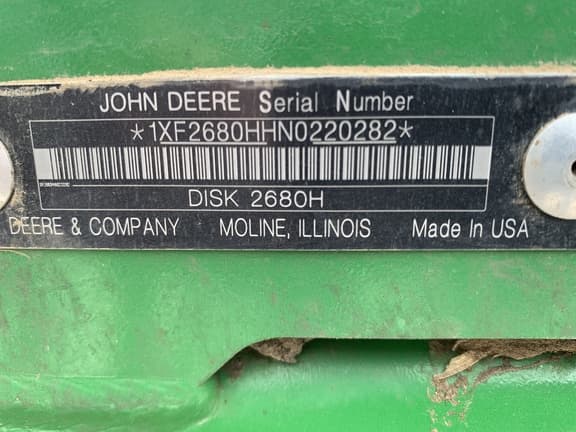 JOHN DEERE Serial Number
*1XF2680HHN0220282*
DISK 2680H
DEERE & COMPANY MOLINE, ILLINOIS Made In USA